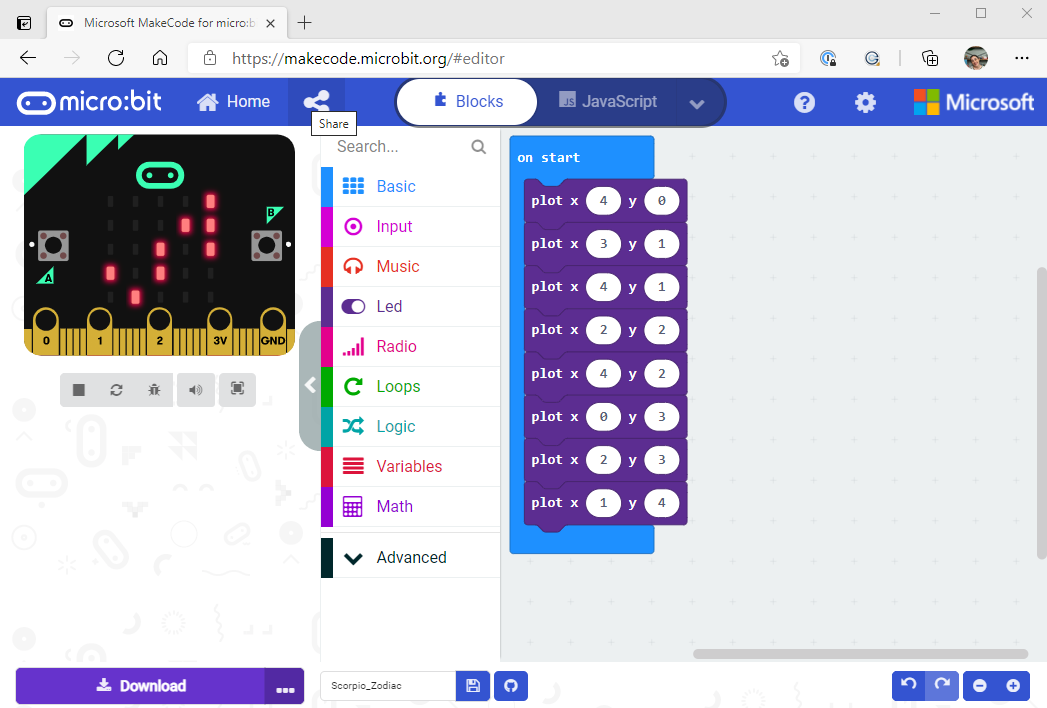 Microsoft MakeCode for micro:b
https://makecode.microbit.org/#editor
micro:bit Home Blocks JS JavaScript ? Microsoft
Share
B
A
0 1 2 3V GND
Search...
Basic
Input
Music
Led
Radio
Loops
Logic
Variables
Math
Advanced
on start
plot x 4 y 0
plot x 3 y 1
plot x 4 y 1
plot x 2 y 2
plot x 4 y 2
plot x 0 y 3
plot x 2 y 3
plot x 1 y 4
Download ...
Scorpio_Zodiac